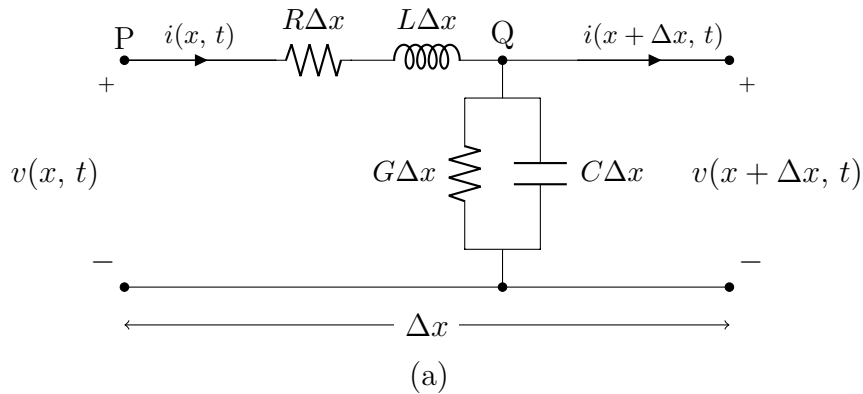 P i(x, t) RΔx LΔx Q i(x + Δx, t)
+ +
v(x, t) GΔx CΔx v(x + Δx, t)
− −
Δx
(a)